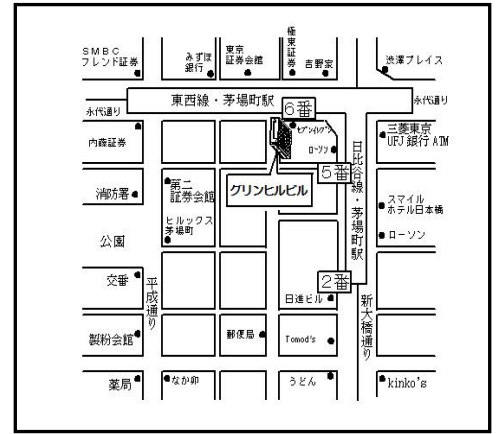 SMBC
フレンド証券
みずほ
銀行
東京
証券会館
極東証券
吉野家
渋澤プレイス
永代通り
東西線・茅場町駅
6番
永代通り
内藤証券
セブンイレブン
ローソン
三菱東京
UFJ銀行ATM
5番
日比谷線・茅場町駅
消防署
第二
証券会館
グリンヒルビル
スマイル
ホテル日本橋
ヒルックス
茅場町
ローソン
公園
交番
平成通り
2番
日進ビル
新大橋通り
製粉会館
郵便局
Tomod's
薬局
なか卯
うどん
kinko's